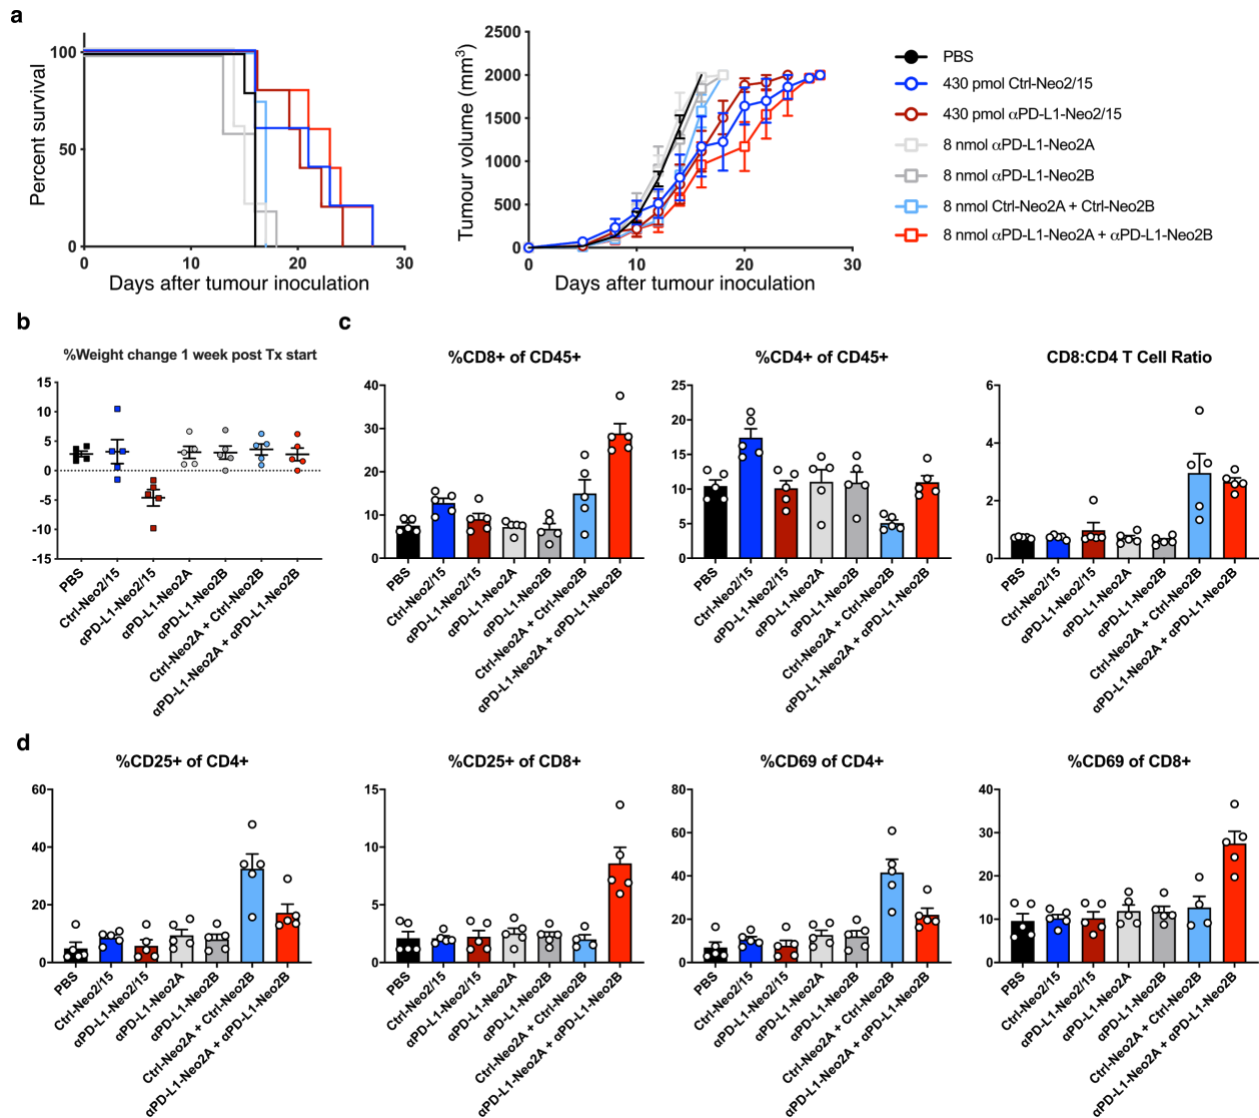 a
Percent survival
100
50
0
0 10 20 30
Days after tumour inoculation
Tumour volume (mm³)
2500
2000
1500
1000
500
0
0 10 20 30
Days after tumour inoculation
PBS
430 pmol Ctrl-Neo2/15
430 pmol αPD-L1-Neo2/15
8 nmol αPD-L1-Neo2A
8 nmol αPD-L1-Neo2B
8 nmol Ctrl-Neo2A + Ctrl-Neo2B
8 nmol αPD-L1-Neo2A + αPD-L1-Neo2B
b
%Weight change 1 week post Tx start
15
10
5
0
-5
-10
-15
PBS
Ctrl-Neo2/15
αPD-L1-Neo2/15
αPD-L1-Neo2A
αPD-L1-Neo2B
Ctrl-Neo2A + Ctrl-Neo2B
αPD-L1-Neo2A + αPD-L1-Neo2B
c
%CD8+ of CD45+
40
30
20
10
0
PBS
Ctrl-Neo2/15
αPD-L1-Neo2/15
αPD-L1-Neo2A
αPD-L1-Neo2B
Ctrl-Neo2A + Ctrl-Neo2B
αPD-L1-Neo2A + αPD-L1-Neo2B
%CD4+ of CD45+
25
20
15
10
5
0
PBS
Ctrl-Neo2/15
αPD-L1-Neo2/15
αPD-L1-Neo2A
αPD-L1-Neo2B
Ctrl-Neo2A + Ctrl-Neo2B
αPD-L1-Neo2A + αPD-L1-Neo2B
CD8:CD4 T Cell Ratio
6
4
2
0
PBS
Ctrl-Neo2/15
αPD-L1-Neo2/15
αPD-L1-Neo2A
αPD-L1-Neo2B
Ctrl-Neo2A + Ctrl-Neo2B
αPD-L1-Neo2A + αPD-L1-Neo2B
d
%CD25+ of CD4+
60
40
20
0
PBS
Ctrl-Neo2/15
αPD-L1-Neo2/15
αPD-L1-Neo2A
αPD-L1-Neo2B
Ctrl-Neo2A + Ctrl-Neo2B
αPD-L1-Neo2A + αPD-L1-Neo2B
%CD25+ of CD8+
15
10
5
0
PBS
Ctrl-Neo2/15
αPD-L1-Neo2/15
αPD-L1-Neo2A
αPD-L1-Neo2B
Ctrl-Neo2A + Ctrl-Neo2B
αPD-L1-Neo2A + αPD-L1-Neo2B
%CD69 of CD4+
80
60
40
20
0
PBS
Ctrl-Neo2/15
αPD-L1-Neo2/15
αPD-L1-Neo2A
αPD-L1-Neo2B
Ctrl-Neo2A + Ctrl-Neo2B
αPD-L1-Neo2A + αPD-L1-Neo2B
%CD69 of CD8+
40
30
20
10
0
PBS
Ctrl-Neo2/15
αPD-L1-Neo2/15
αPD-L1-Neo2A
αPD-L1-Neo2B
Ctrl-Neo2A + Ctrl-Neo2B
αPD-L1-Neo2A + αPD-L1-Neo2B